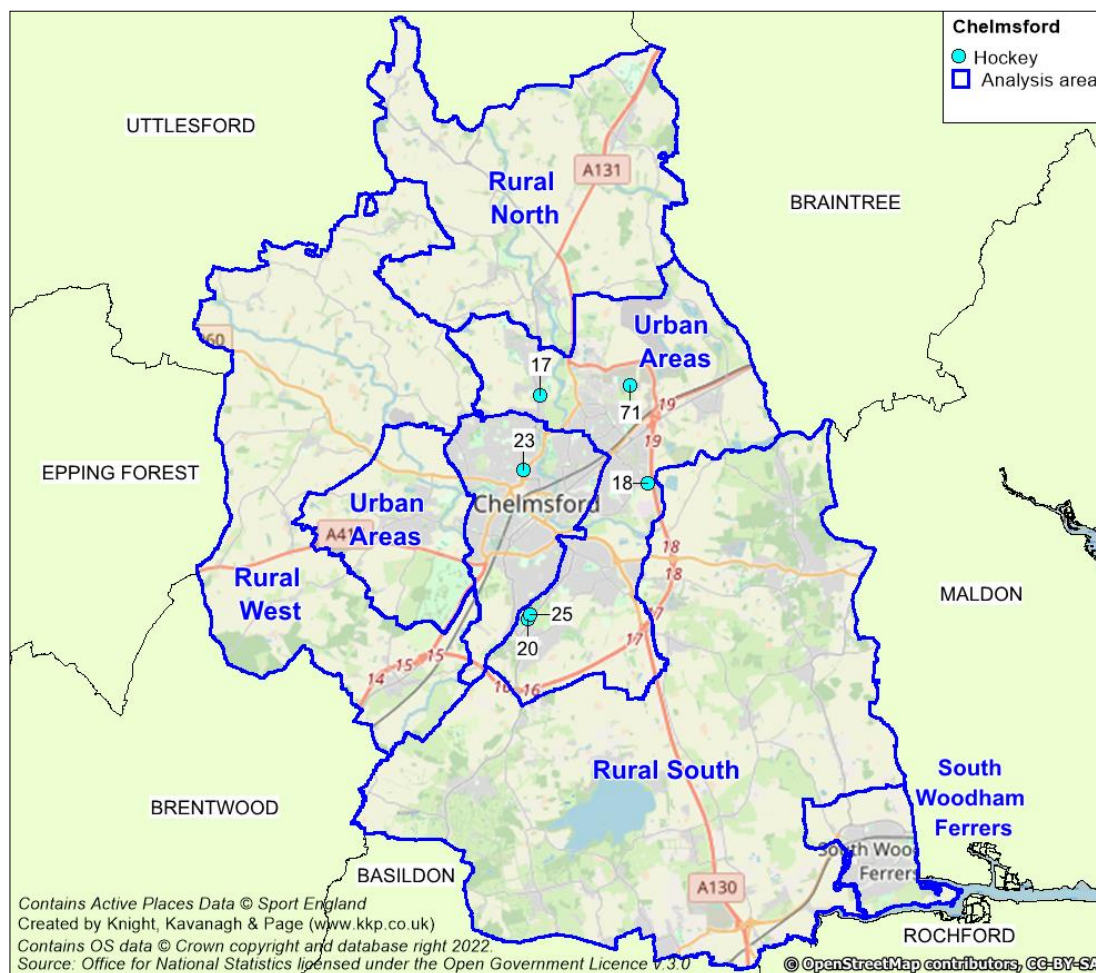 Chelmsford
Hockey
Analysis area
UTTLESFORD
A131
Rural
North
BRAINTREE
60
Urban
Areas
17
71
19
19
23
EPPING FOREST
18
Chelmsford
Urban
Areas
A41
18
18
Rural
West
MALDON
25
20
17
17
15
15
14
16
16
Rural South
South
Woodham
Ferrers
BRENTWOOD
South Wood
Ferrers
BASILDON
A130
ROCHFORD
Contains Active Places Data © Sport England
Created by Knight, Kavanagh & Page (www.kkp.co.uk)
Contains OS data © Crown copyright and database right 2022.
Source: Office for National Statistics licensed under the Open Government Licence v.3.0
© OpenStreetMap contributors, CC-BY-SA